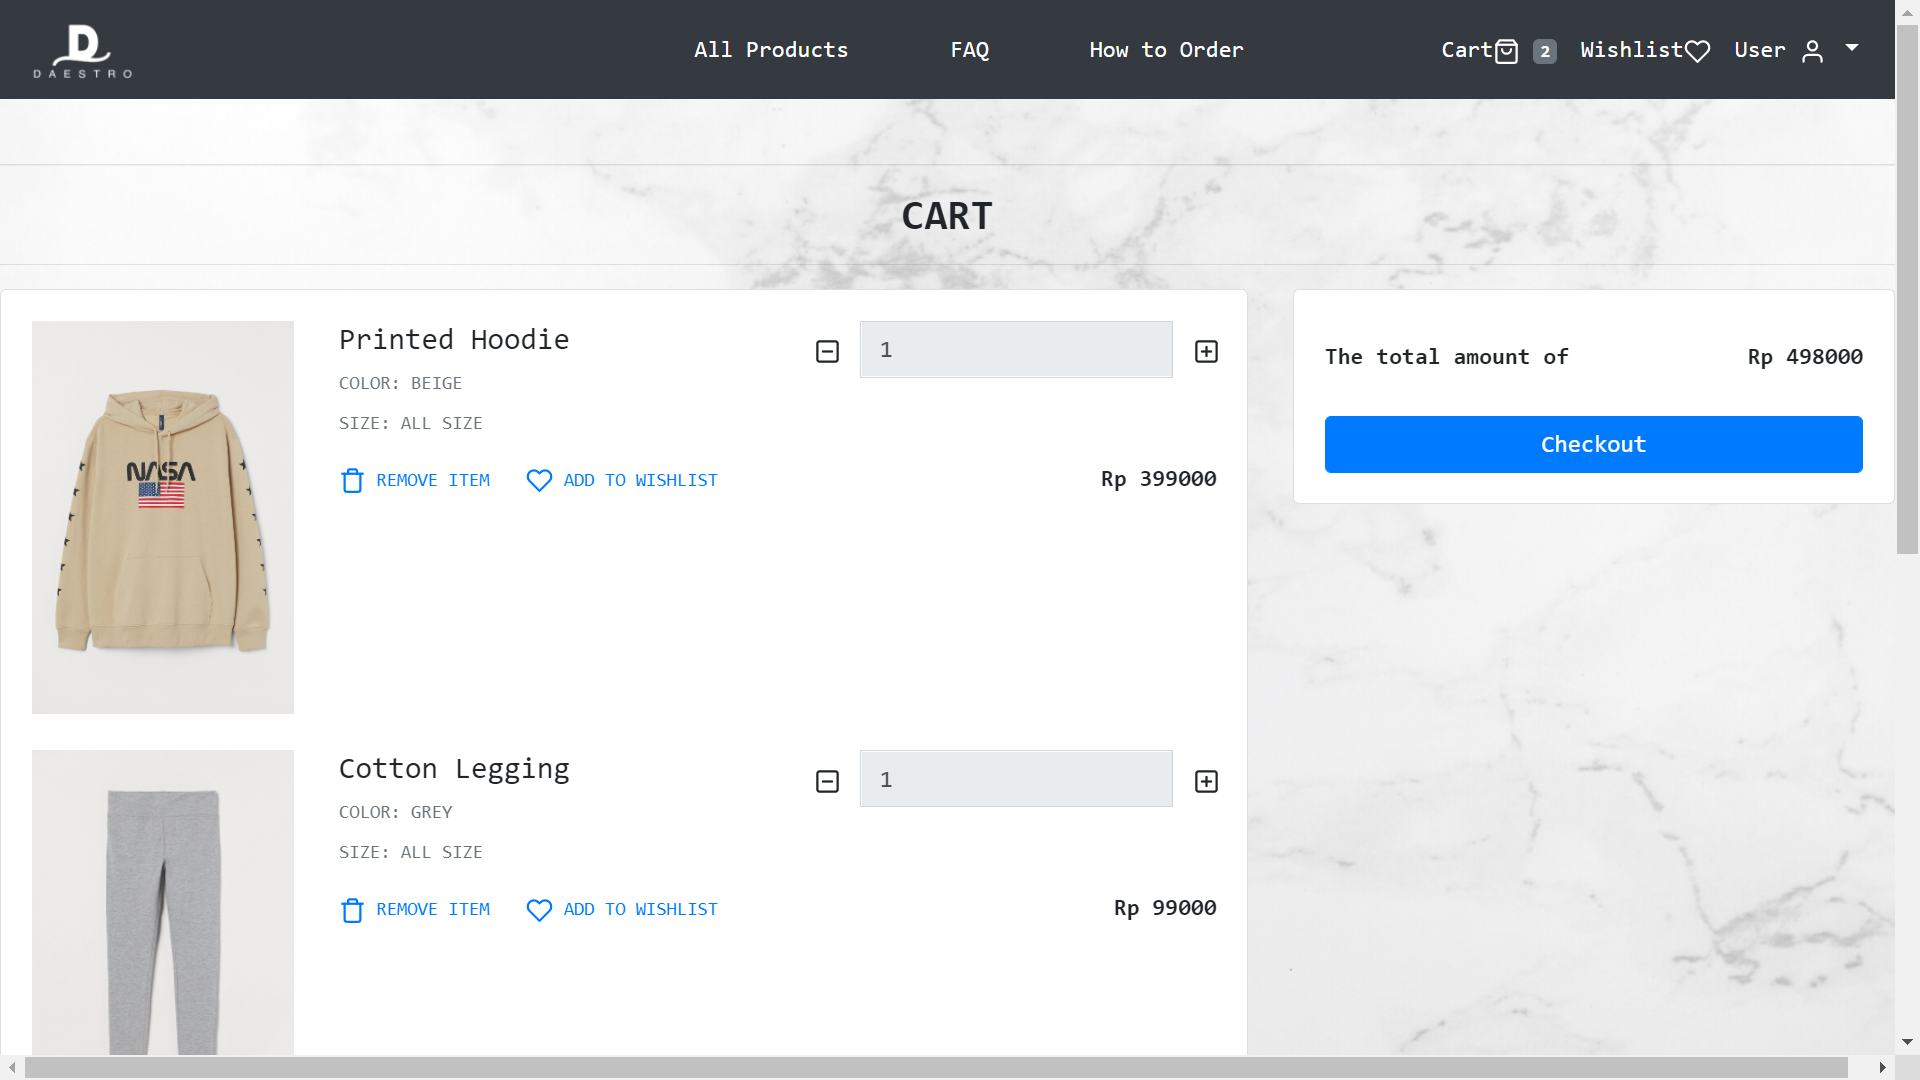 DAESTRO
All Products
FAQ
How to Order
Cart 2
Wishlist
User
CART
Printed Hoodie
1
COLOR: BEIGE
SIZE: ALL SIZE
REMOVE ITEM
ADD TO WISHLIST
Rp 399000
NASA
Cotton Legging
1
COLOR: GREY
SIZE: ALL SIZE
REMOVE ITEM
ADD TO WISHLIST
Rp 99000
The total amount of
Rp 498000
Checkout